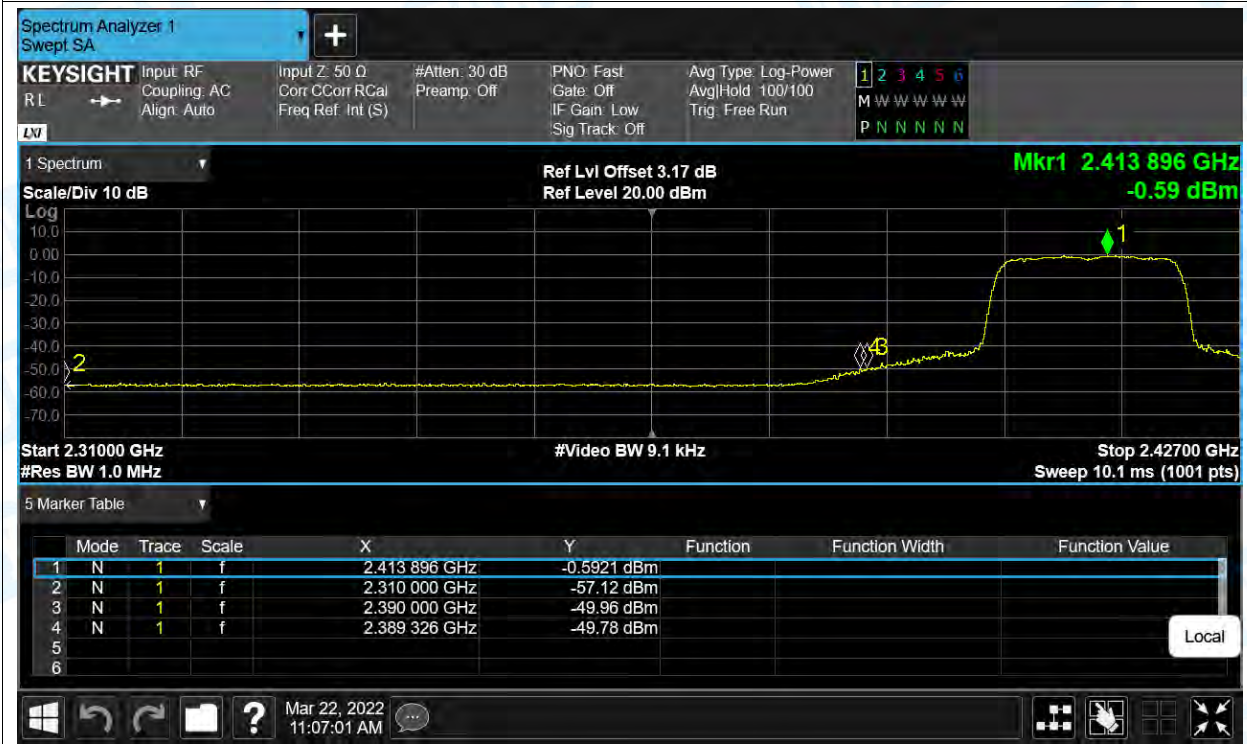 Spectrum Analyzer 1
Swept SA
KEYSIGHT
R L
LXI
Input: RF
Coupling: AC
Align: Auto
Input Z: 50 Ω
Corr CCorr RCal
Freq Ref: Int (S)
#Atten: 30 dB
Preamp: Off
PNO: Fast
Gate: Off
IF Gain: Low
Sig Track: Off
Avg Type: Log-Power
Avg|Hold: 100/100
Trig: Free Run
1 2 3 4 5 6
M W W W W W
P N N N N N
1 Spectrum
Scale/Div 10 dB
Ref Lvl Offset 3.17 dB
Ref Level 20.00 dBm
Mkr1 2.413 896 GHz
-0.59 dBm
Log
10.0
0.00
-10.0
-20.0
-30.0
-40.0
-50.0
-60.0
-70.0
1
2
4 3
Start 2.31000 GHz
#Video BW 9.1 kHz
Stop 2.42700 GHz
#Res BW 1.0 MHz
Sweep 10.1 ms (1001 pts)
5 Marker Table
Mode Trace Scale X Y Function Function Width Function Value
1 N 1 f 2.413 896 GHz -0.5921 dBm
2 N 1 f 2.310 000 GHz -57.12 dBm
3 N 1 f 2.390 000 GHz -49.96 dBm
4 N 1 f 2.389 326 GHz -49.78 dBm
5
6
Local
?
Mar 22, 2022
11:07:01 AM